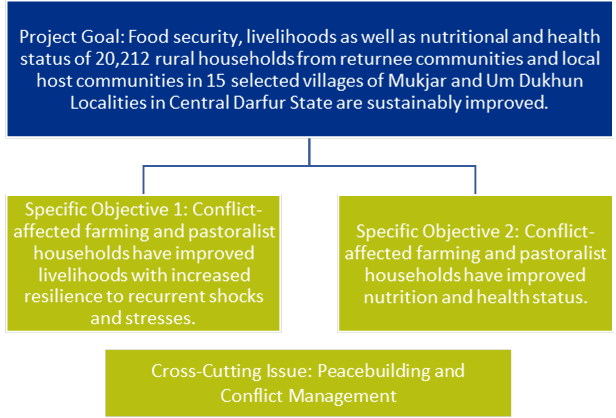 Project Goal: Food security, livelihoods as well as nutritional and health
status of 20,212 rural households from returnee communities and local
host communities in 15 selected villages of Mukjar and Um Dukhun
Localities in Central Darfur State are sustainably improved.
Specific Objective 1: Conflict-
affected farming and pastoralist
households have improved
livelihoods with increased
resilience to recurrent shocks
and stresses.
Specific Objective 2: Conflict-
affected farming and pastoralist
households have improved
nutrition and health status.
Cross-Cutting Issue: Peacebuilding and
Conflict Management